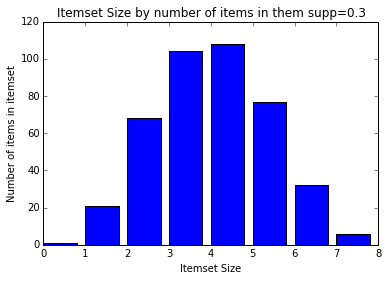 Itemset Size by number of items in them supp=0.3
120
100
80
60
40
20
0
Number of items in itemset
0 1 2 3 4 5 6 7 8
Itemset Size